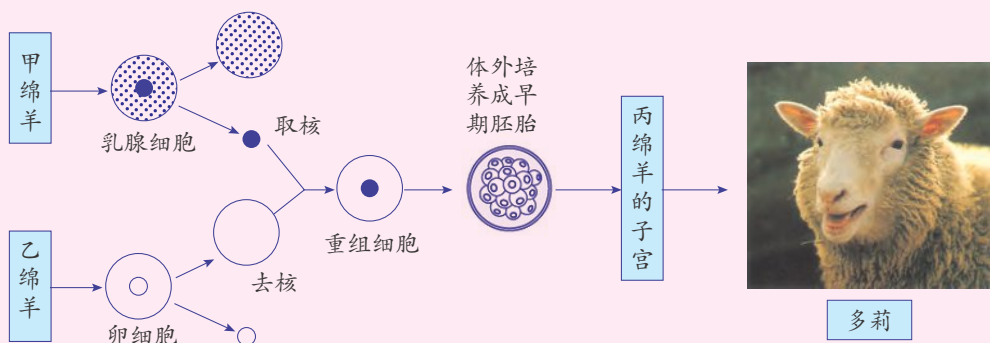 甲绵羊
乳腺细胞
取核
体外培
养成早
期胚胎
丙绵羊的子宫
重组细胞
乙绵羊
去核
卵细胞
多莉